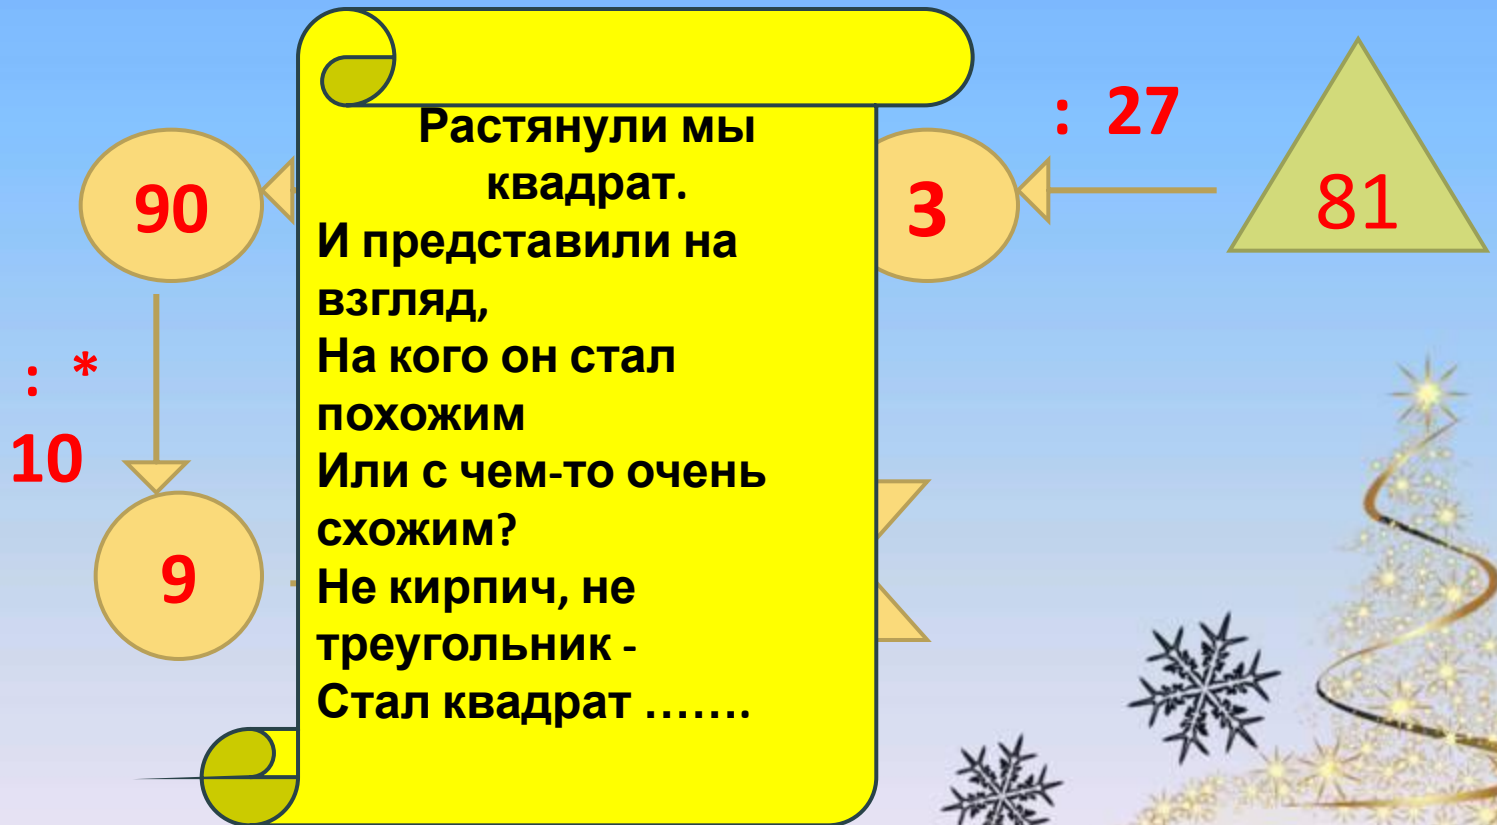 Растянули мы
квадрат.
И представили на
взгляд,
На кого он стал
похожим
Или с чем-то очень
схожим?
Не кирпич, не
треугольник -
Стал квадрат …….
90
3
: 27
81
: *
10
9